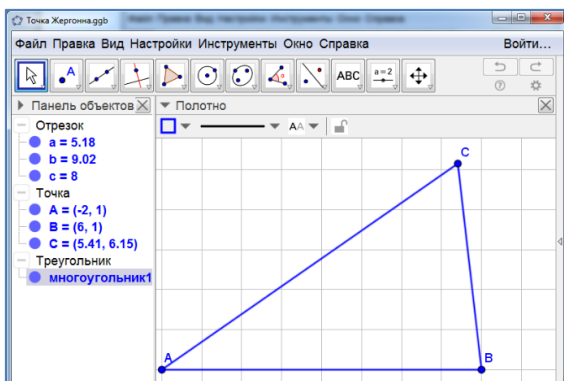 Точка Жергонна.ggb
Файл Правка Вид Настройки Инструменты Окно Справка
Войти...
A
ABC
a=2
Панель объектов
Полотно
AA
Отрезок
a = 5.18
b = 9.02
c = 8
Точка
A = (-2, 1)
B = (6, 1)
C = (5.41, 6.15)
Треугольник
многоугольник1
C
A
B